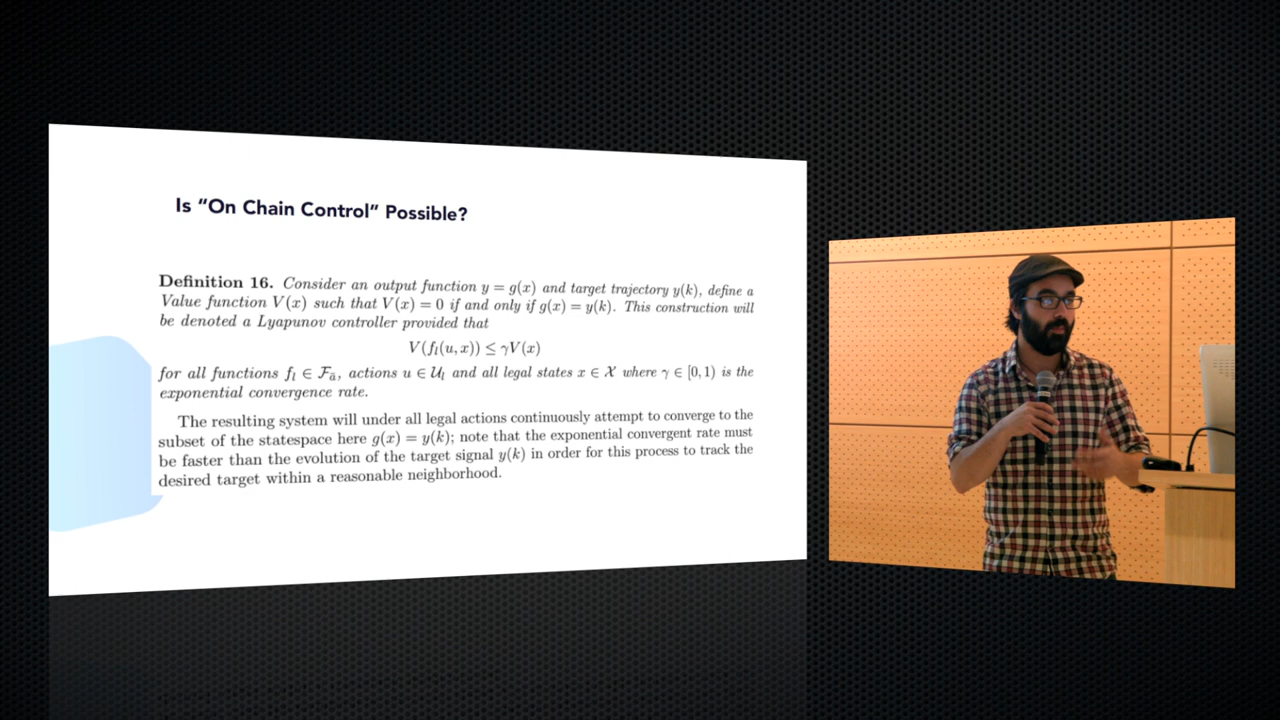 Is “On Chain Control” Possible?
Definition 16. Consider an output function y = g(x) and target trajectory y(k), define a
Value function V(x) such that V(x) = 0 if and only if g(x) = y(k). This construction will
be denoted a Lyapunov controller provided that
V(fₗ(u, x)) ≤ γV(x)
for all functions fₗ ∈ ℱ_ā, actions u ∈ 𝒰ₗ and all legal states x ∈ 𝒳 where γ ∈ [0, 1) is the
exponential convergence rate.
The resulting system will under all legal actions continuously attempt to converge to the
subset of the statespace here g(x) = y(k); note that the exponential convergent rate must
be faster than the evolution of the target signal y(k) in order for this process to track the
desired target within a reasonable neighborhood.